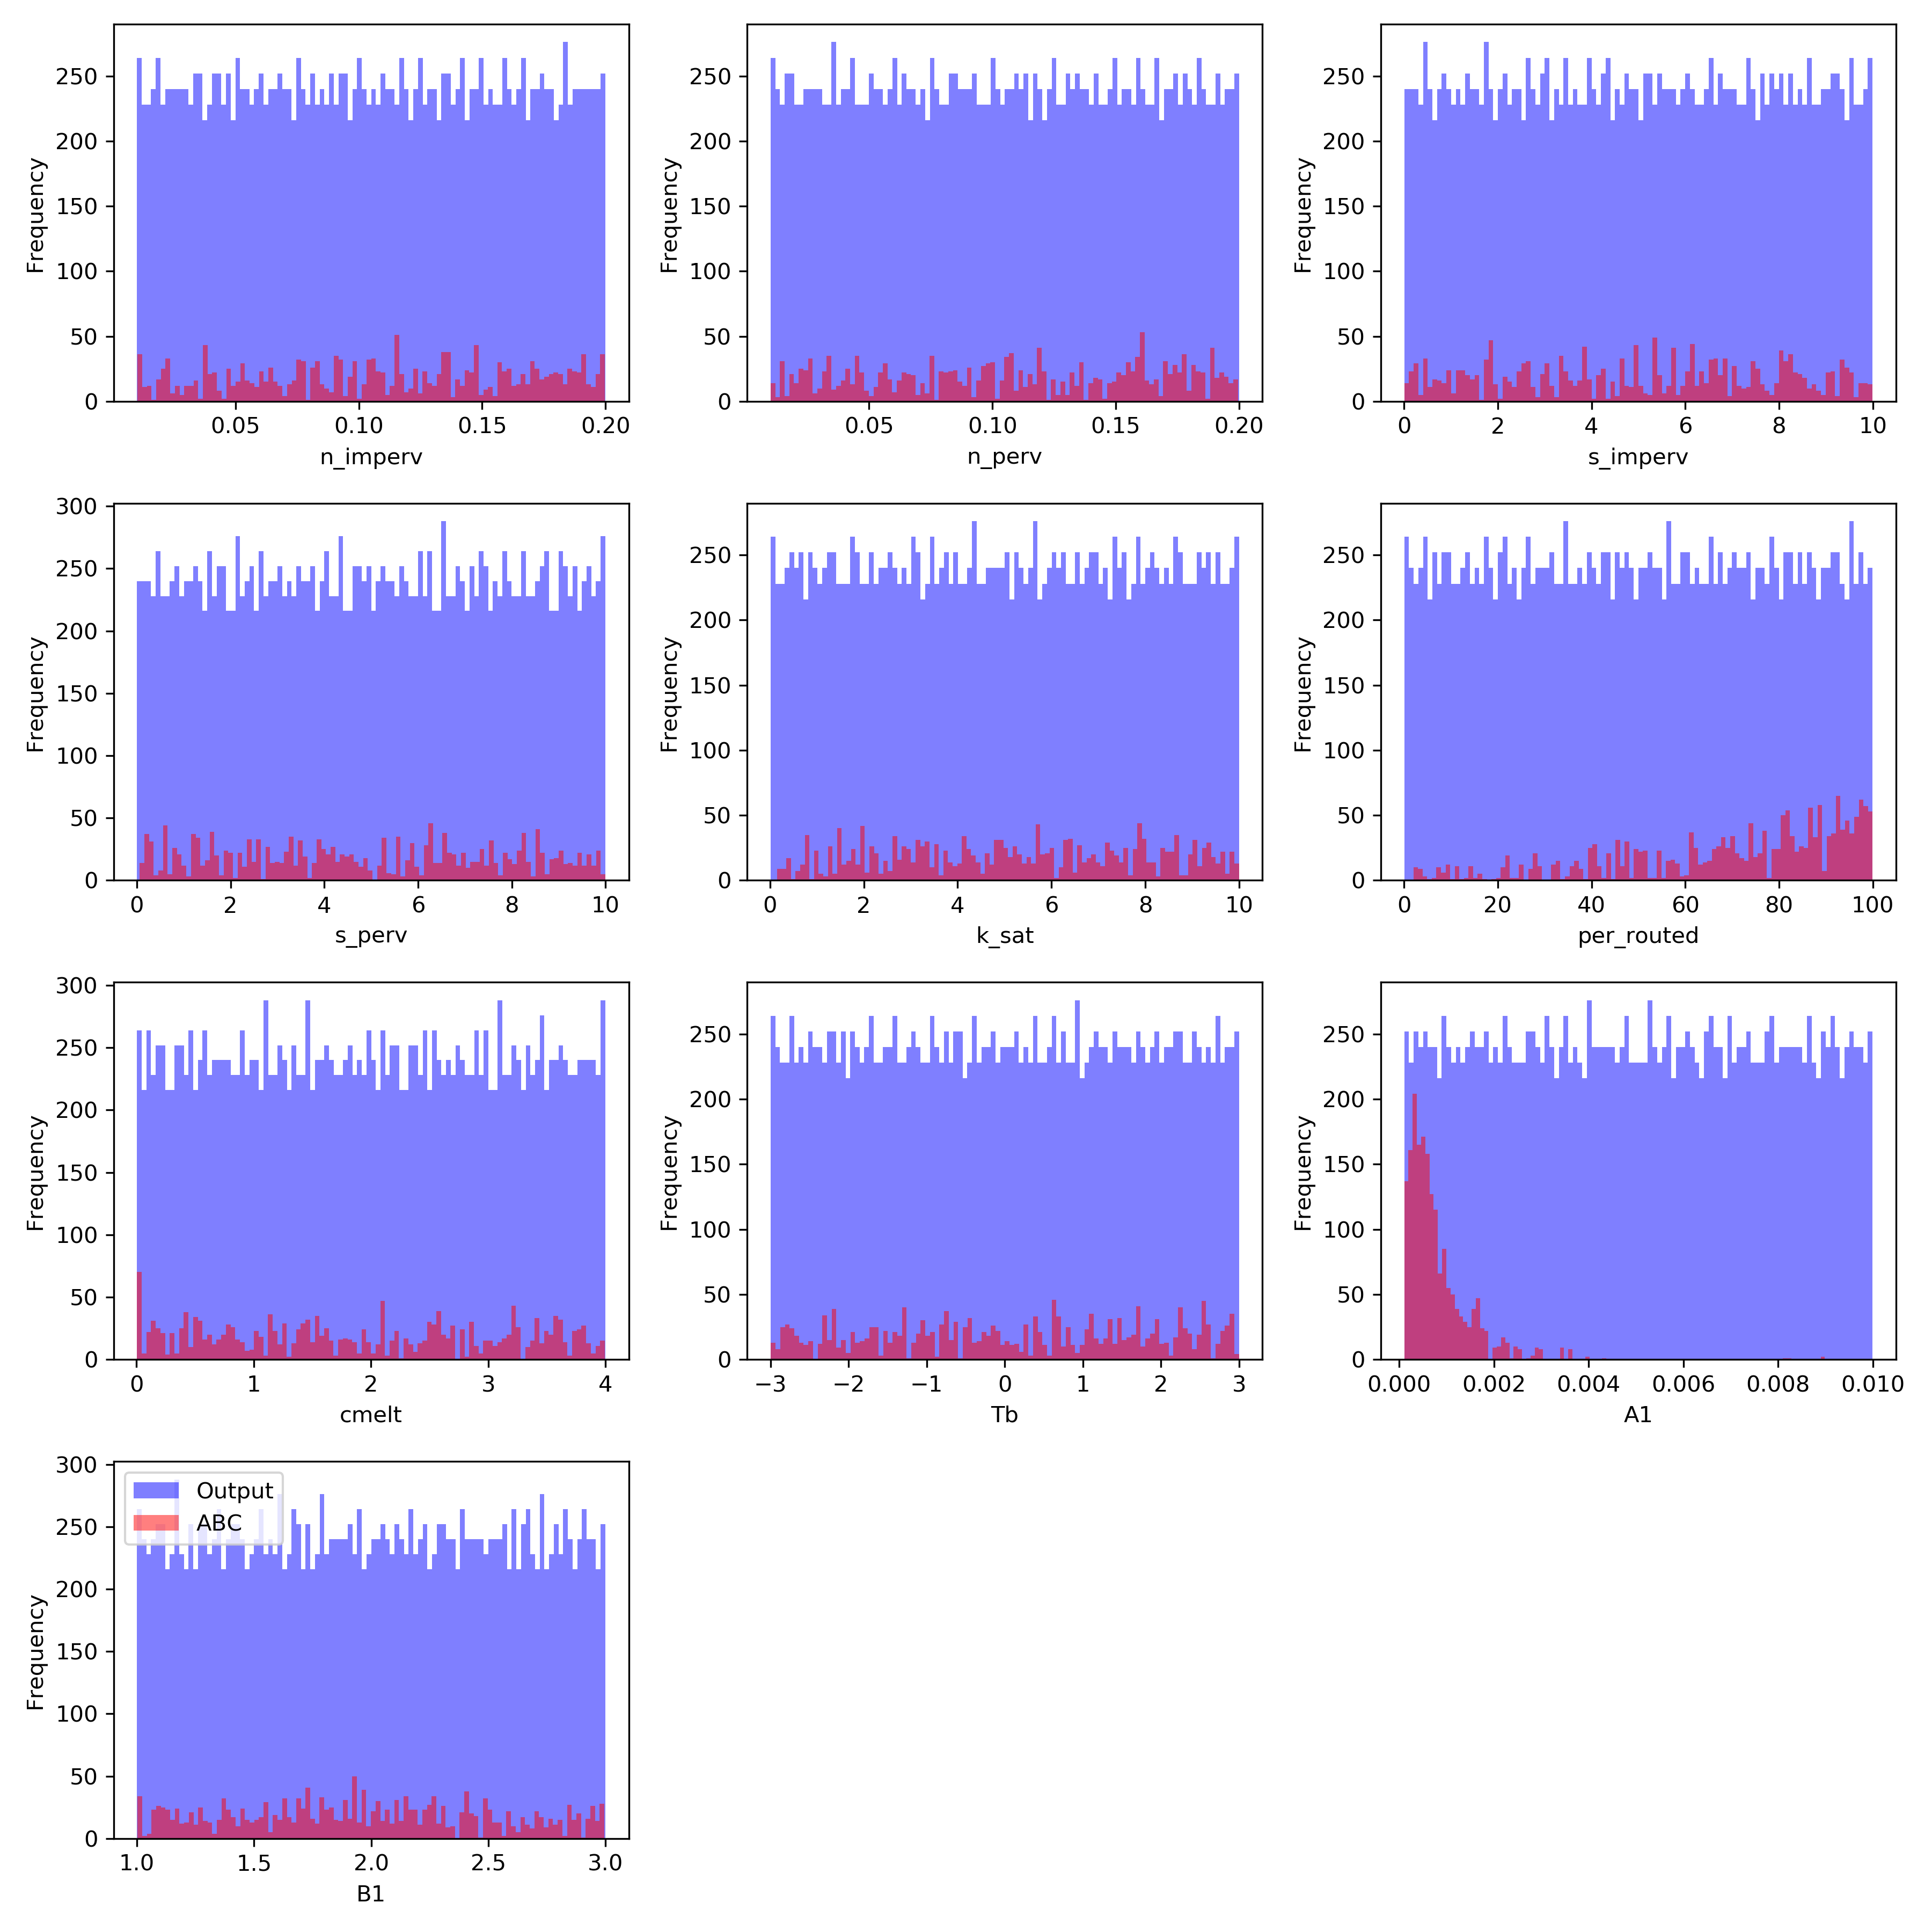 Frequency
250
200
150
100
50
0
0.05 0.10 0.15 0.20
n_imperv
Frequency
250
200
150
100
50
0
0.05 0.10 0.15 0.20
n_perv
Frequency
250
200
150
100
50
0
0 2 4 6 8 10
s_imperv
Frequency
300
250
200
150
100
50
0
0 2 4 6 8 10
s_perv
Frequency
250
200
150
100
50
0
0 2 4 6 8 10
k_sat
Frequency
250
200
150
100
50
0
0 20 40 60 80 100
per_routed
Frequency
300
250
200
150
100
50
0
0 1 2 3 4
cmelt
Frequency
250
200
150
100
50
0
−3 −2 −1 0 1 2 3
Tb
Frequency
250
200
150
100
50
0
0.000 0.002 0.004 0.006 0.008 0.010
A1
Frequency
300
250
200
150
100
50
0
Output
ABC
1.0 1.5 2.0 2.5 3.0
B1